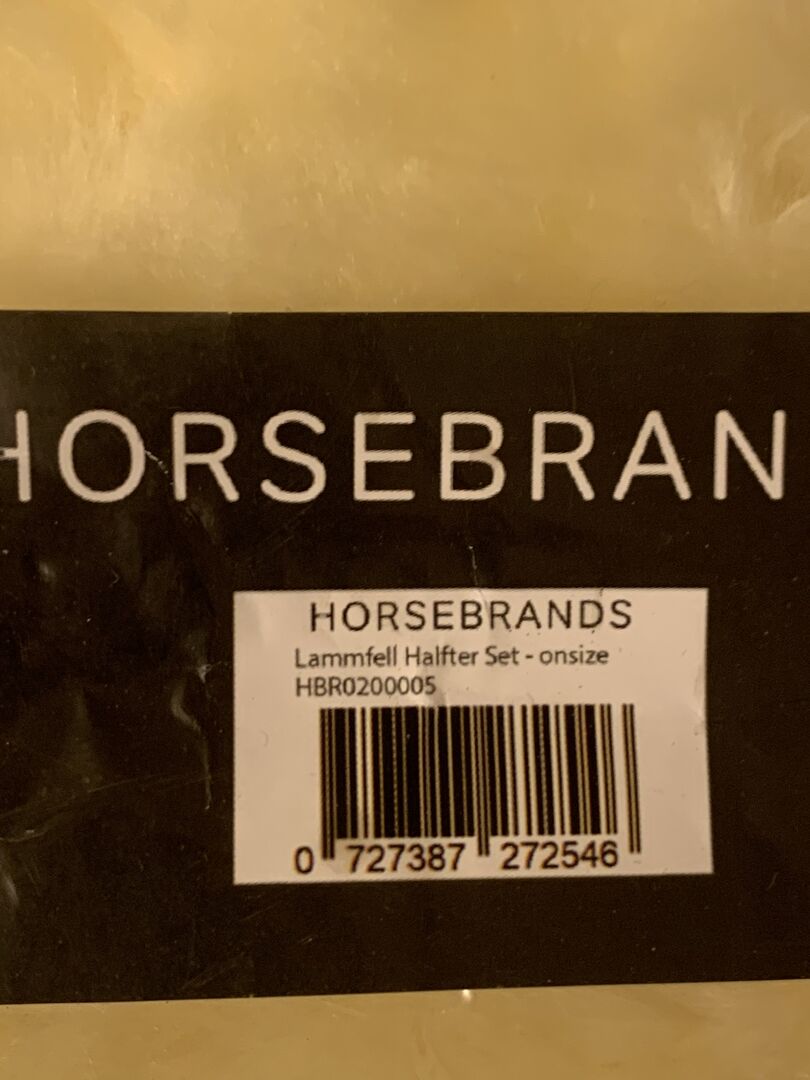 HORSEBRAN
HORSEBRANDS
Lammfell Halfter Set - onsize
HBR0200005
0 727387 272546